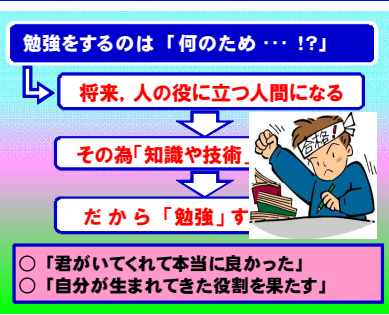 勉強をするのは「何のため・・・!?」
将来，人の役に立つ人間になる
その為「知識や技術」
だから「勉強」す
合格!
○「君がいてくれて本当に良かった」
○「自分が生まれてきた役割を果たす」